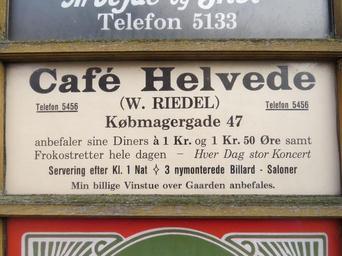 Telefon 5133
Café Helvede
Telefon 5456 (W. RIEDEL) Telefon 5456
Købmagergade 47
anbefaler sine Diners à 1 Kr. og 1 Kr. 50 Øre samt
Frokostretter hele dagen – Hver Dag stor Koncert
Servering efter Kl. 1 Nat ✧ 3 nymonterede Billard - Saloner
Min billige Vinstue over Gaarden anbefales.